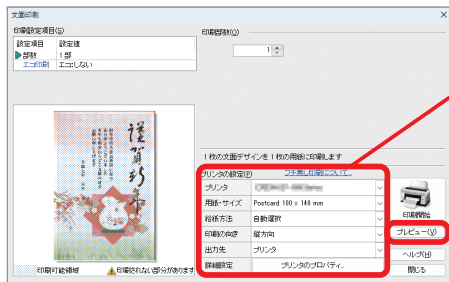 文面印刷
印刷設定項目(S)
設定項目 設定値
部数 1 部
エコ印刷 エコ:しない
印刷部数(O)
1
謹賀新年
1 枚の文面デザインを 1 枚の用紙に印刷します
プリンタの設定(P) フチ無し印刷について...
プリンタ
用紙・サイズ Postcard 100 x 148 mm
給紙方法 自動選択
印刷の向き 縦方向
出力先 プリンタ
詳細設定 プリンタのプロパティ...
印刷開始
プレビュー(V)
ヘルプ(H)
閉じる
印刷可能領域 印刷されない部分があります